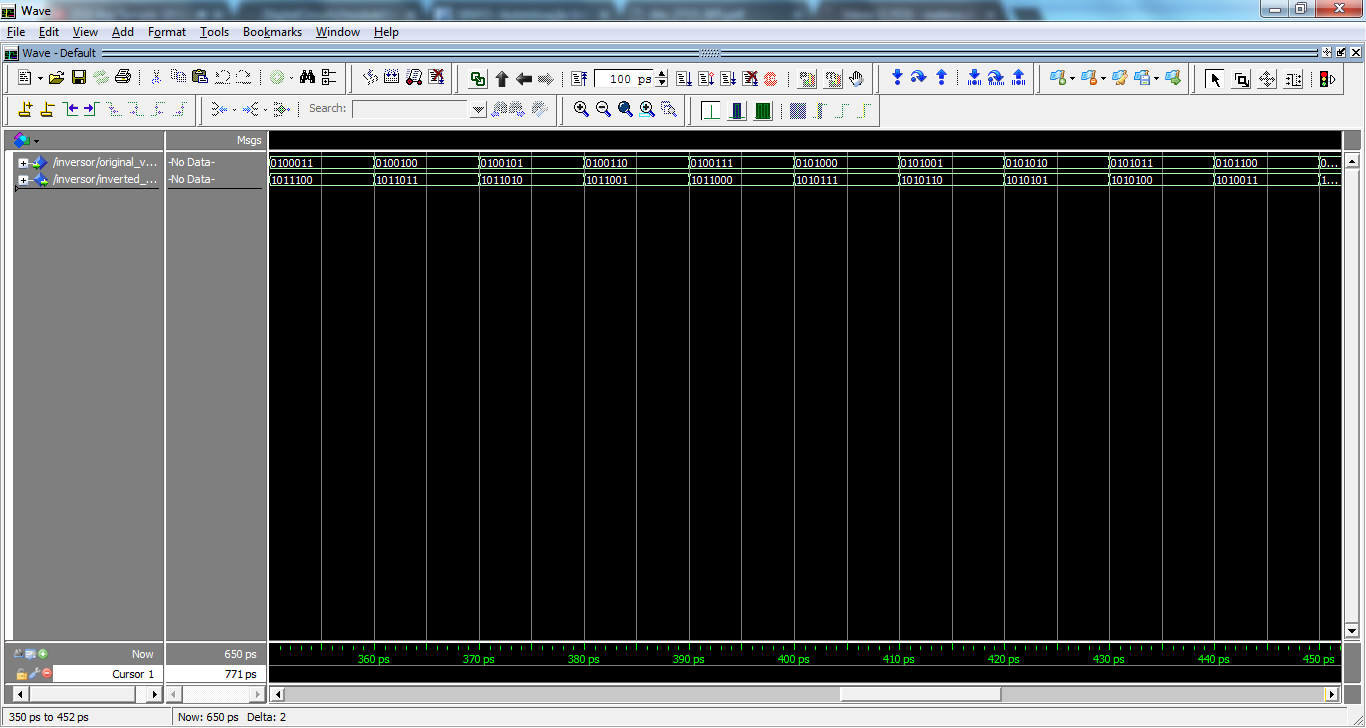 Wave
File Edit View Add Format Tools Bookmarks Window Help
Wave - Default
100 ps
Search:
Msgs
/inversor/original_v... -No Data- 0100011 0100100 0100101 0100110 0100111 0101000 0101001 0101010 0101011 0101100 0...
/inversor/inverted_... -No Data- 1011100 1011011 1011010 1011001 1011000 1010111 1010110 1010101 1010100 1010011 1...
Now 650 ps 360 ps 370 ps 380 ps 390 ps 400 ps 410 ps 420 ps 430 ps 440 ps 450 ps
Cursor 1 771 ps
350 ps to 452 ps Now: 650 ps Delta: 2